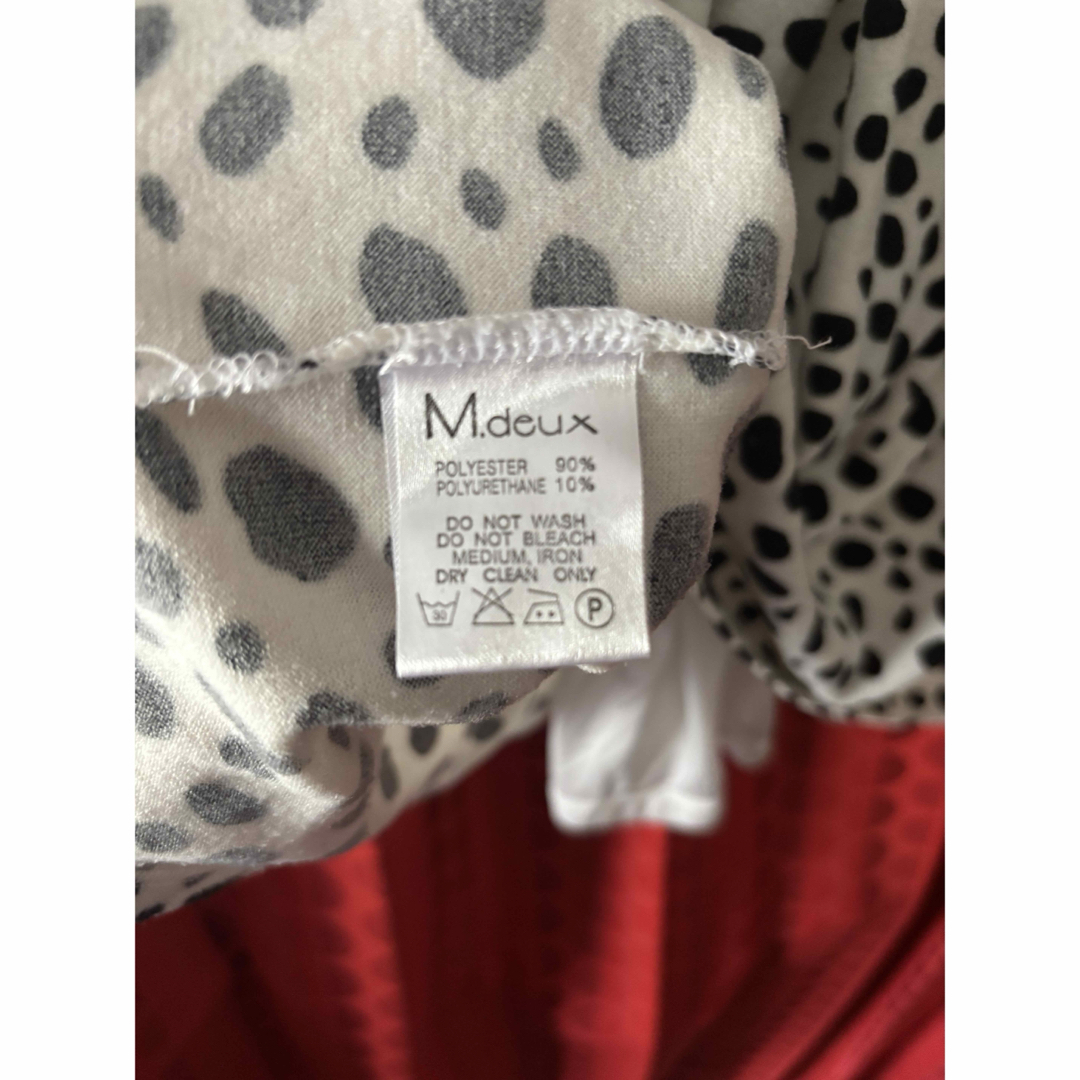 M.deux
POLYESTER 90%
POLYURETHANE 10%
DO NOT WASH
DO NOT BLEACH
MEDIUM, IRON
DRY CLEAN ONLY
30 P